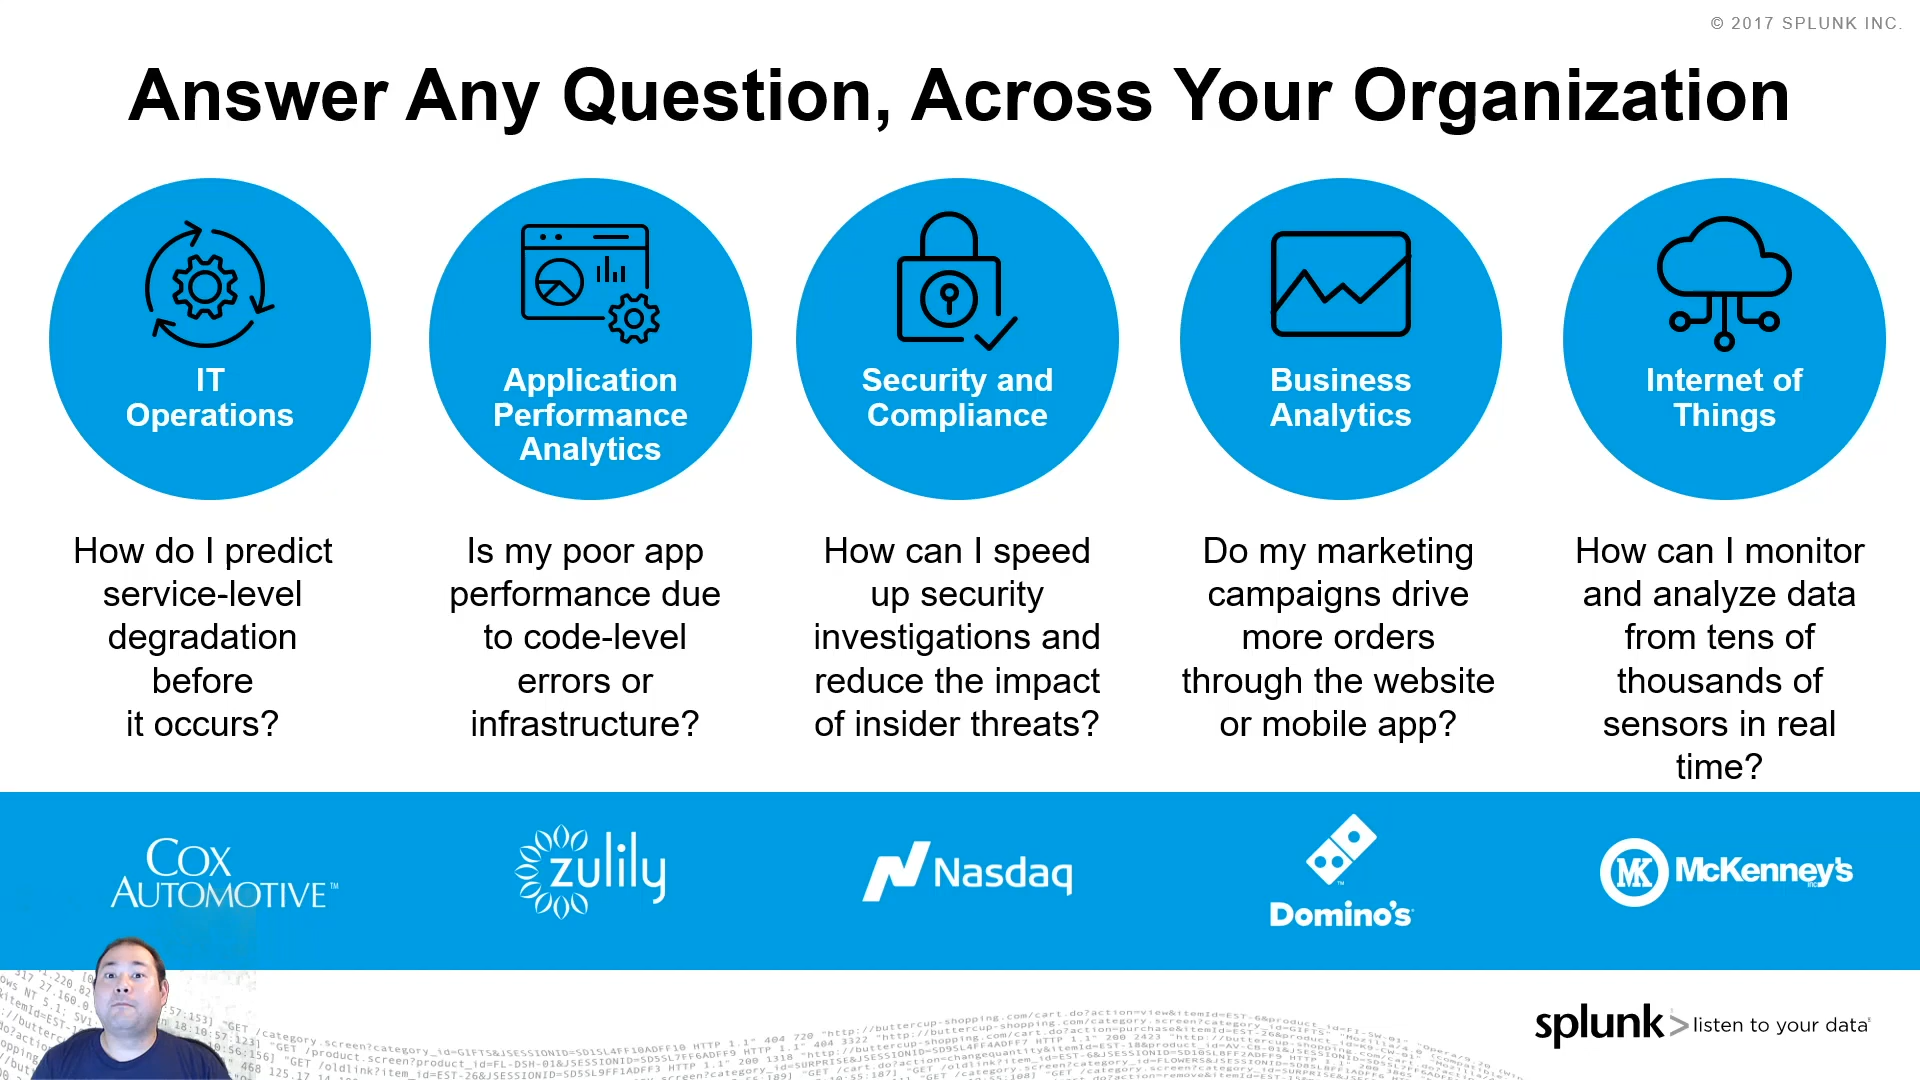 © 2017 SPLUNK INC.
Answer Any Question, Across Your Organization
IT
Operations
Application
Performance
Analytics
Security and
Compliance
Business
Analytics
Internet of
Things
How do I predict
service-level
degradation
before
it occurs?
Is my poor app
performance due
to code-level
errors or
infrastructure?
How can I speed
up security
investigations and
reduce the impact
of insider threats?
Do my marketing
campaigns drive
more orders
through the website
or mobile app?
How can I monitor
and analyze data
from tens of
thousands of
sensors in real
time?
COX
AUTOMOTIVE™
zulily
Nasdaq
Domino's
MK McKenney's
Inc
splunk> listen to your data